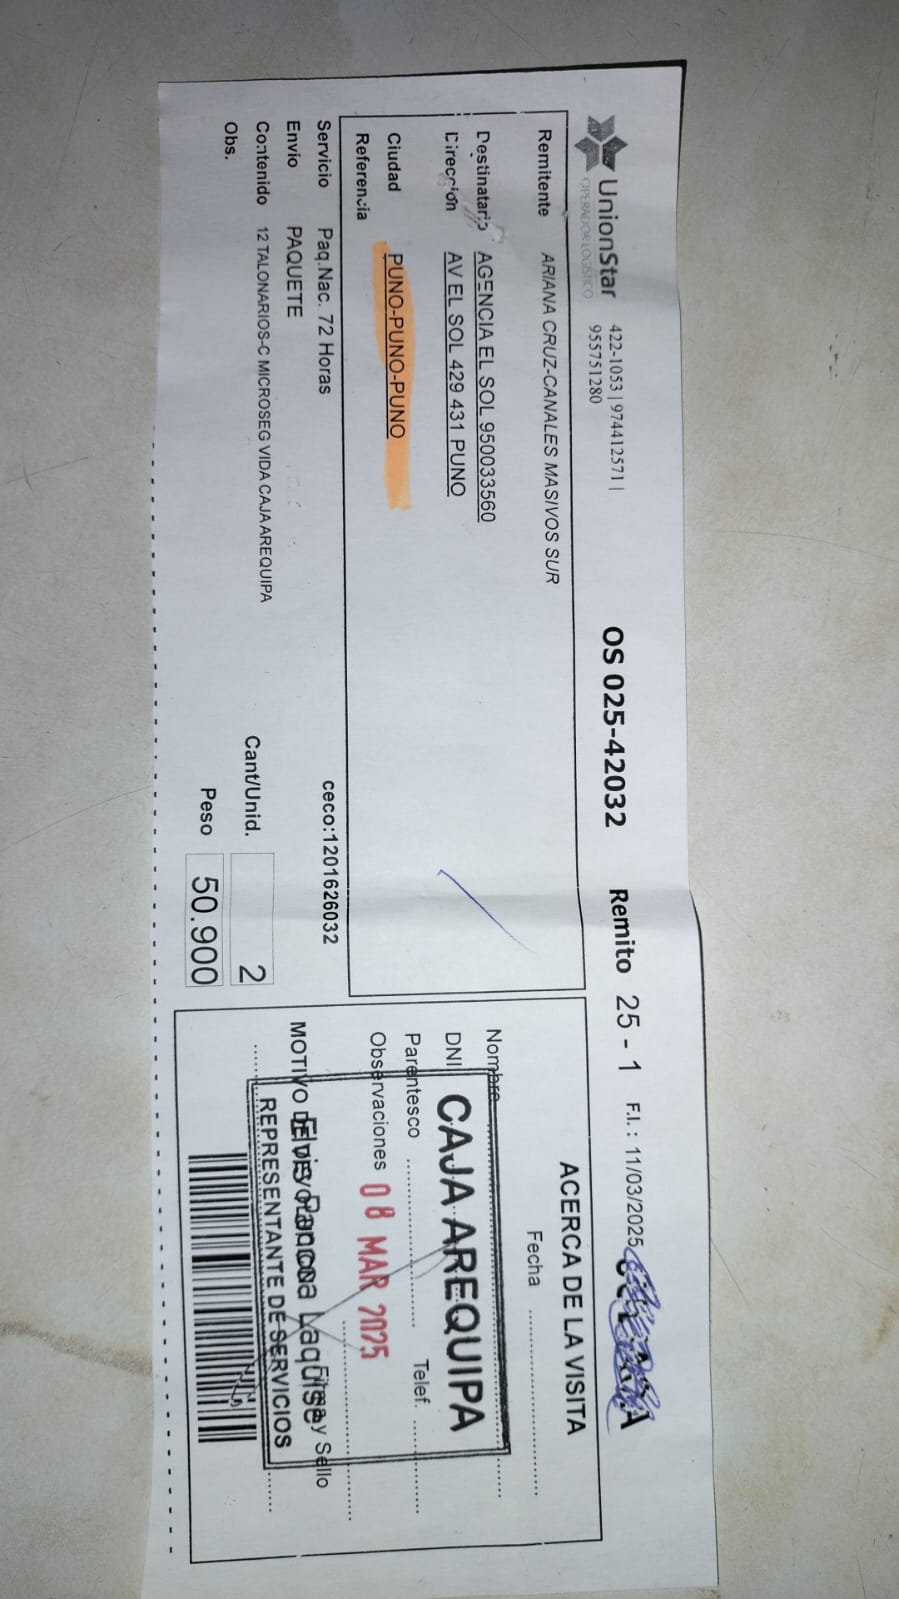 UnionStar
OPERADOR LOGÍSTICO
422-1053 | 974412571 |
955751280
OS 025-42032
Remito 25 - 1
F.I. : 11/03/2025
Remitente ARIANA CRUZ-CANALES MASIVOS SUR
Destinatario AGENCIA EL SOL 950033560
Dirección AV EL SOL 429 431 PUNO
Ciudad PUNO-PUNO-PUNO
Referencia
Servicio Paq.Nac. 72 Horas
ceco:1201626032
Envío PAQUETE
Contenido 12 TALONARIOS-C MICROSEG VIDA CAJA AREQUIPA
Obs.
Cant/Unid. 2
Peso 50.900
ACERCA DE LA VISITA
Fecha
Nombre
DNI
CAJA AREQUIPA
Parentesco
Telef.
Observaciones
08 MAR 2025
Firma y Sello
MOTIVO DE
Laquise
REPRESENTANTE DE SERVICIOS